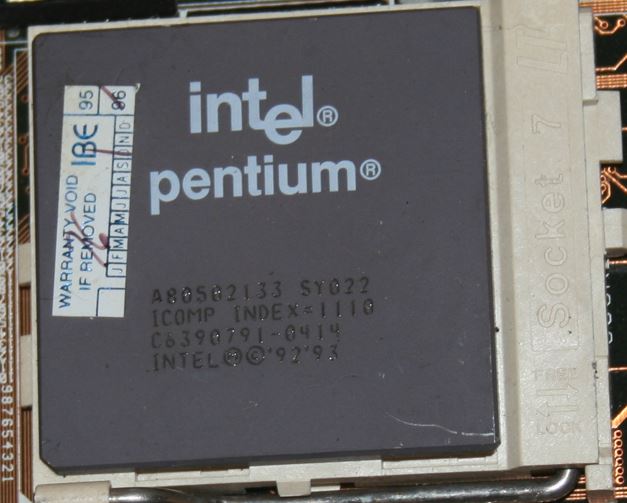 intel®
pentium®
A80502133 SY022
ICOMP INDEX=1110
C6390791-0414
INTEL®©'92'93
WARRANTY VOID
IF REMOVED
IBE
95
96
J F M A M J J A S O N D
Socket 7
FREE
LOCK
987654321